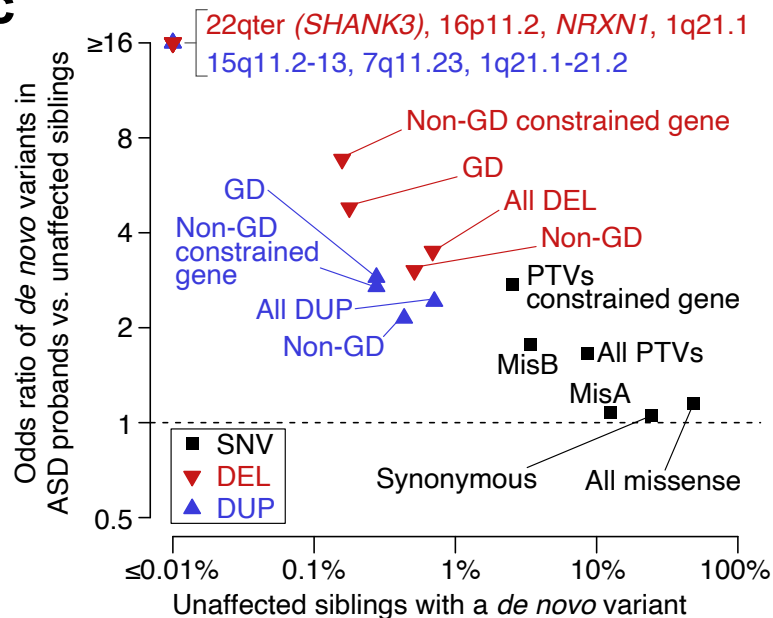 C
22qter (SHANK3), 16p11.2, NRXN1, 1q21.1
15q11.2-13, 7q11.23, 1q21.1-21.2
Odds ratio of de novo variants in
ASD probands vs. unaffected siblings
≥16
8
4
2
1
0.5
Non-GD constrained gene
GD
All DEL
Non-GD
GD
Non-GD
constrained
gene
All DUP
Non-GD
PTVs
constrained gene
MisB
All PTVs
MisA
Synonymous
All missense
SNV
DEL
DUP
≤0.01%
0.1%
1%
10%
100%
Unaffected siblings with a de novo variant